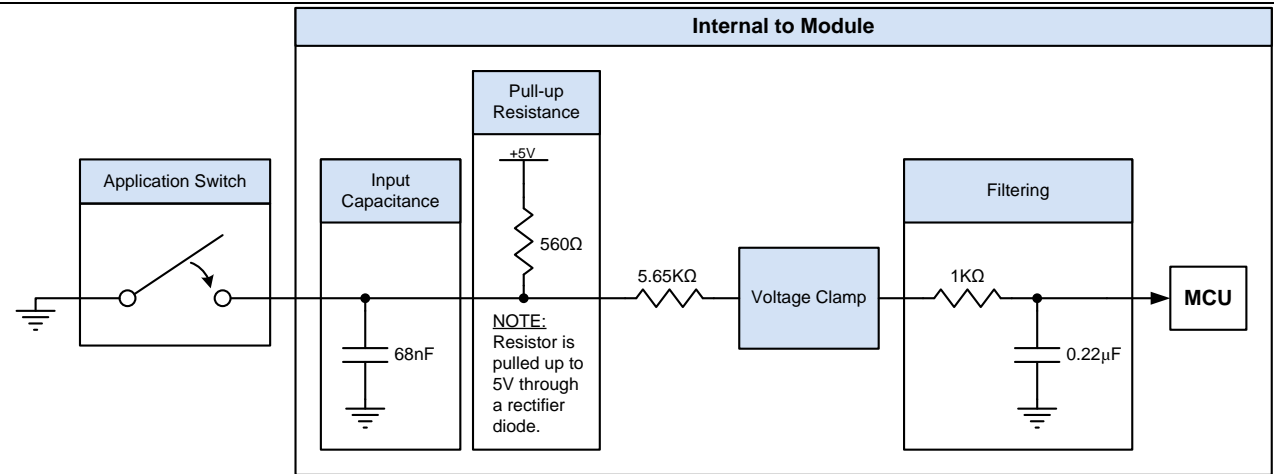 Internal to Module
Pull-up
Resistance
+5V
560Ω
Application Switch
Input
Capacitance
68nF
NOTE:
Resistor is
pulled up to
5V through
a rectifier
diode.
5.65KΩ
Voltage Clamp
Filtering
1KΩ
0.22µF
MCU